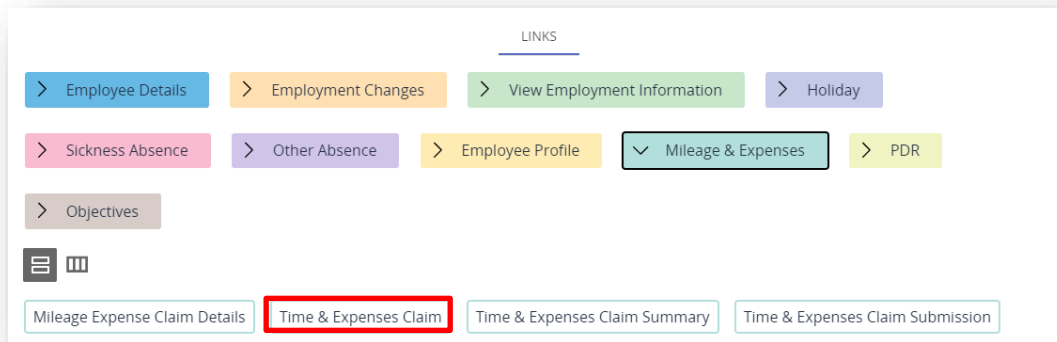 LINKS
Employee Details Employment Changes View Employment Information Holiday
Sickness Absence Other Absence Employee Profile Mileage & Expenses PDR
Objectives
Mileage Expense Claim Details Time & Expenses Claim Time & Expenses Claim Summary Time & Expenses Claim Submission